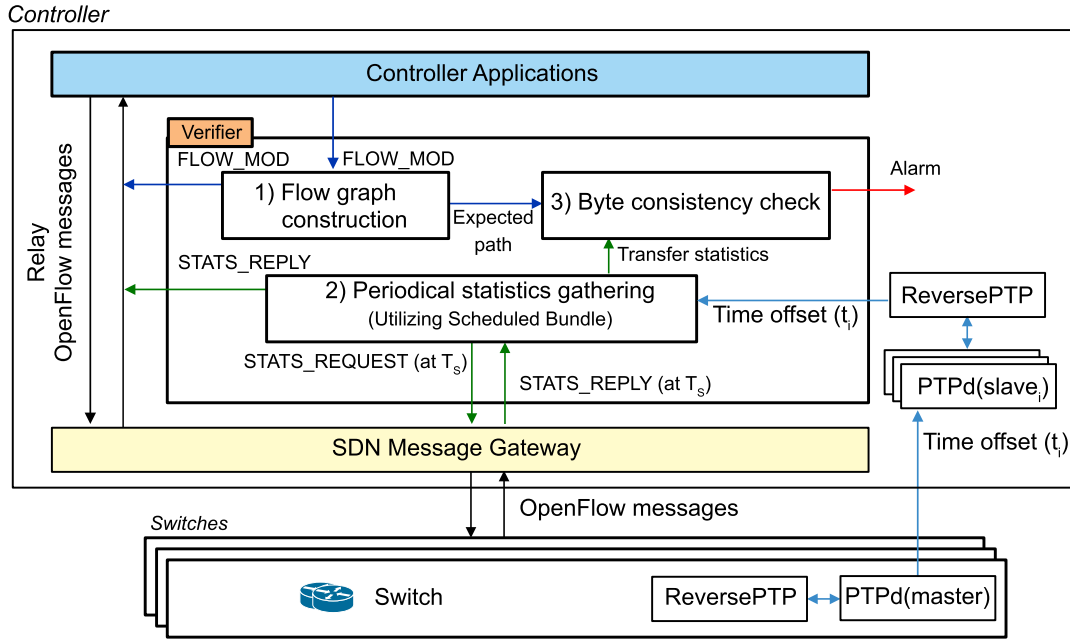 Controller
Controller Applications
Relay
OpenFlow messages
Verifier
FLOW_MOD
FLOW_MOD
1) Flow graph
construction
Expected
path
3) Byte consistency check
Alarm
Transfer statistics
STATS_REPLY
2) Periodical statistics gathering
(Utilizing Scheduled Bundle)
Time offset (ti)
ReversePTP
STATS_REQUEST (at TS)
STATS_REPLY (at TS)
PTPd(slavei)
SDN Message Gateway
Time offset (ti)
OpenFlow messages
Switches
Switch
ReversePTP
PTPd(master)